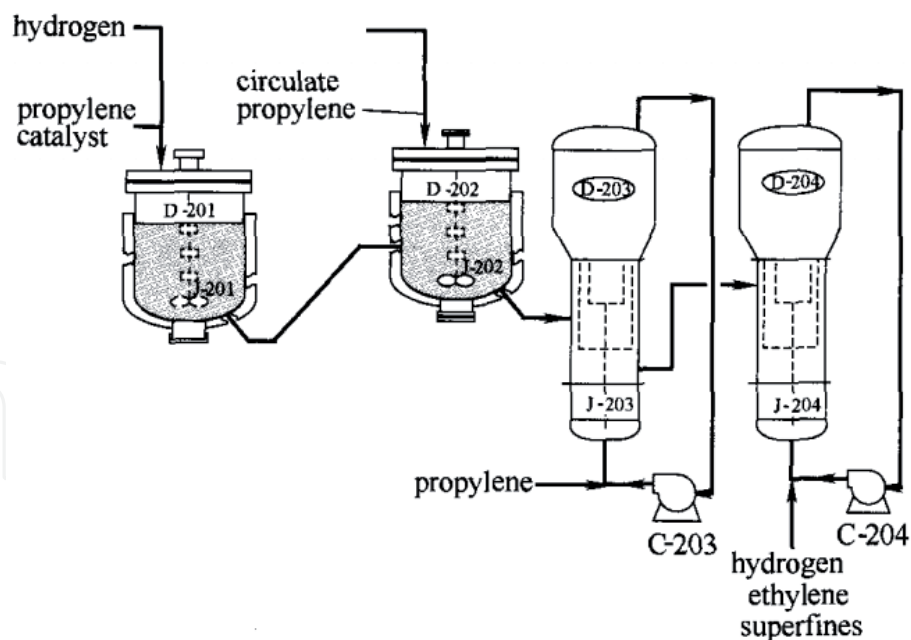 hydrogen
propylene
catalyst
circulate
propylene
D-201
J-201
D-202
J-202
D-203
J-203
D-204
J-204
propylene
C-203
C-204
hydrogen
ethylene
superfines